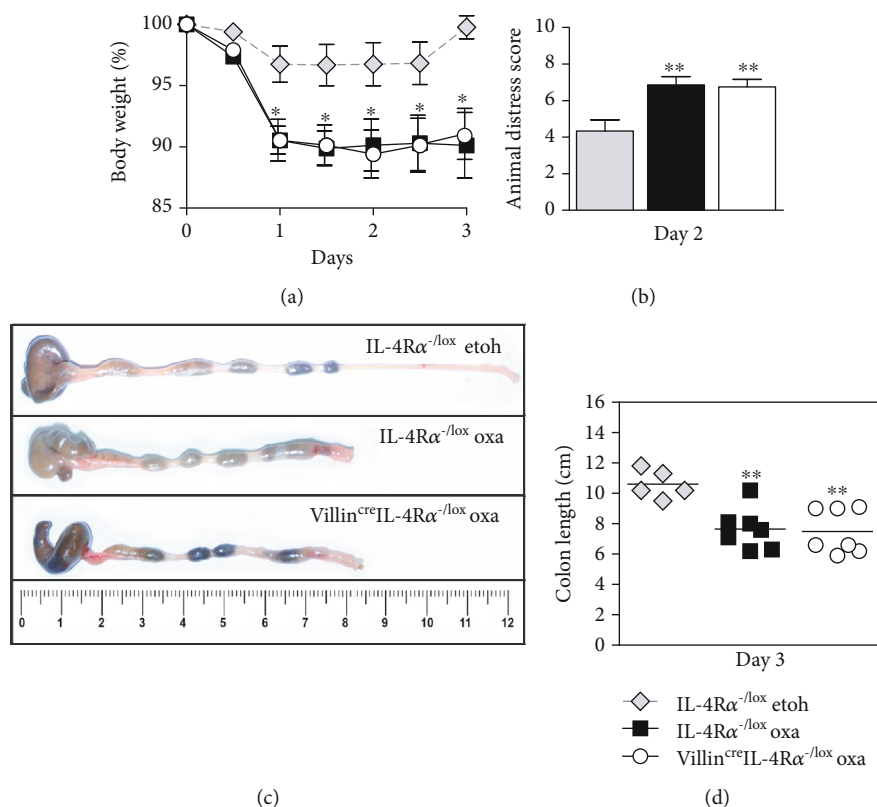 100
95
90
85
Body weight (%)
* * * * *
0 1 2 3
Days
(a)
10
8
6
4
2
0
Animal distress score
** **
Day 2
(b)
IL-4Rα-/lox etoh
IL-4Rα-/lox oxa
VillincreIL-4Rα-/lox oxa
0 1 2 3 4 5 6 7 8 9 10 11 12
(c)
16
14
12
10
8
6
4
2
0
Colon length (cm)
** **
Day 3
IL-4Rα-/lox etoh
IL-4Rα-/lox oxa
VillincreIL-4Rα-/lox oxa
(d)